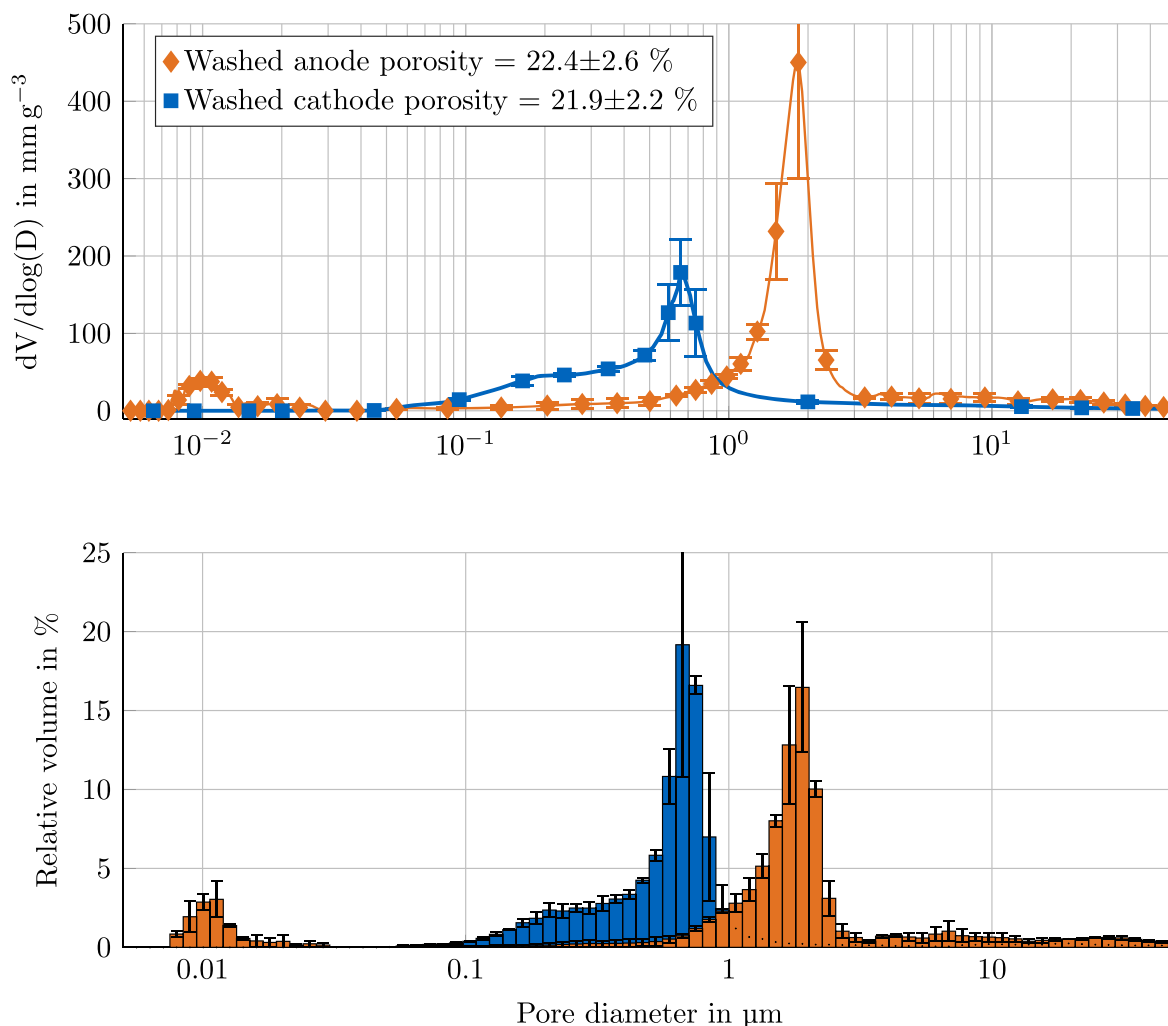 500
Washed anode porosity = 22.4±2.6 %
Washed cathode porosity = 21.9±2.2 %
400
300
200
100
0
dV/dlog(D) in mm g⁻³
10⁻² 10⁻¹ 10⁰ 10¹
25
20
15
10
5
0
Relative volume in %
0.01 0.1 1 10
Pore diameter in µm